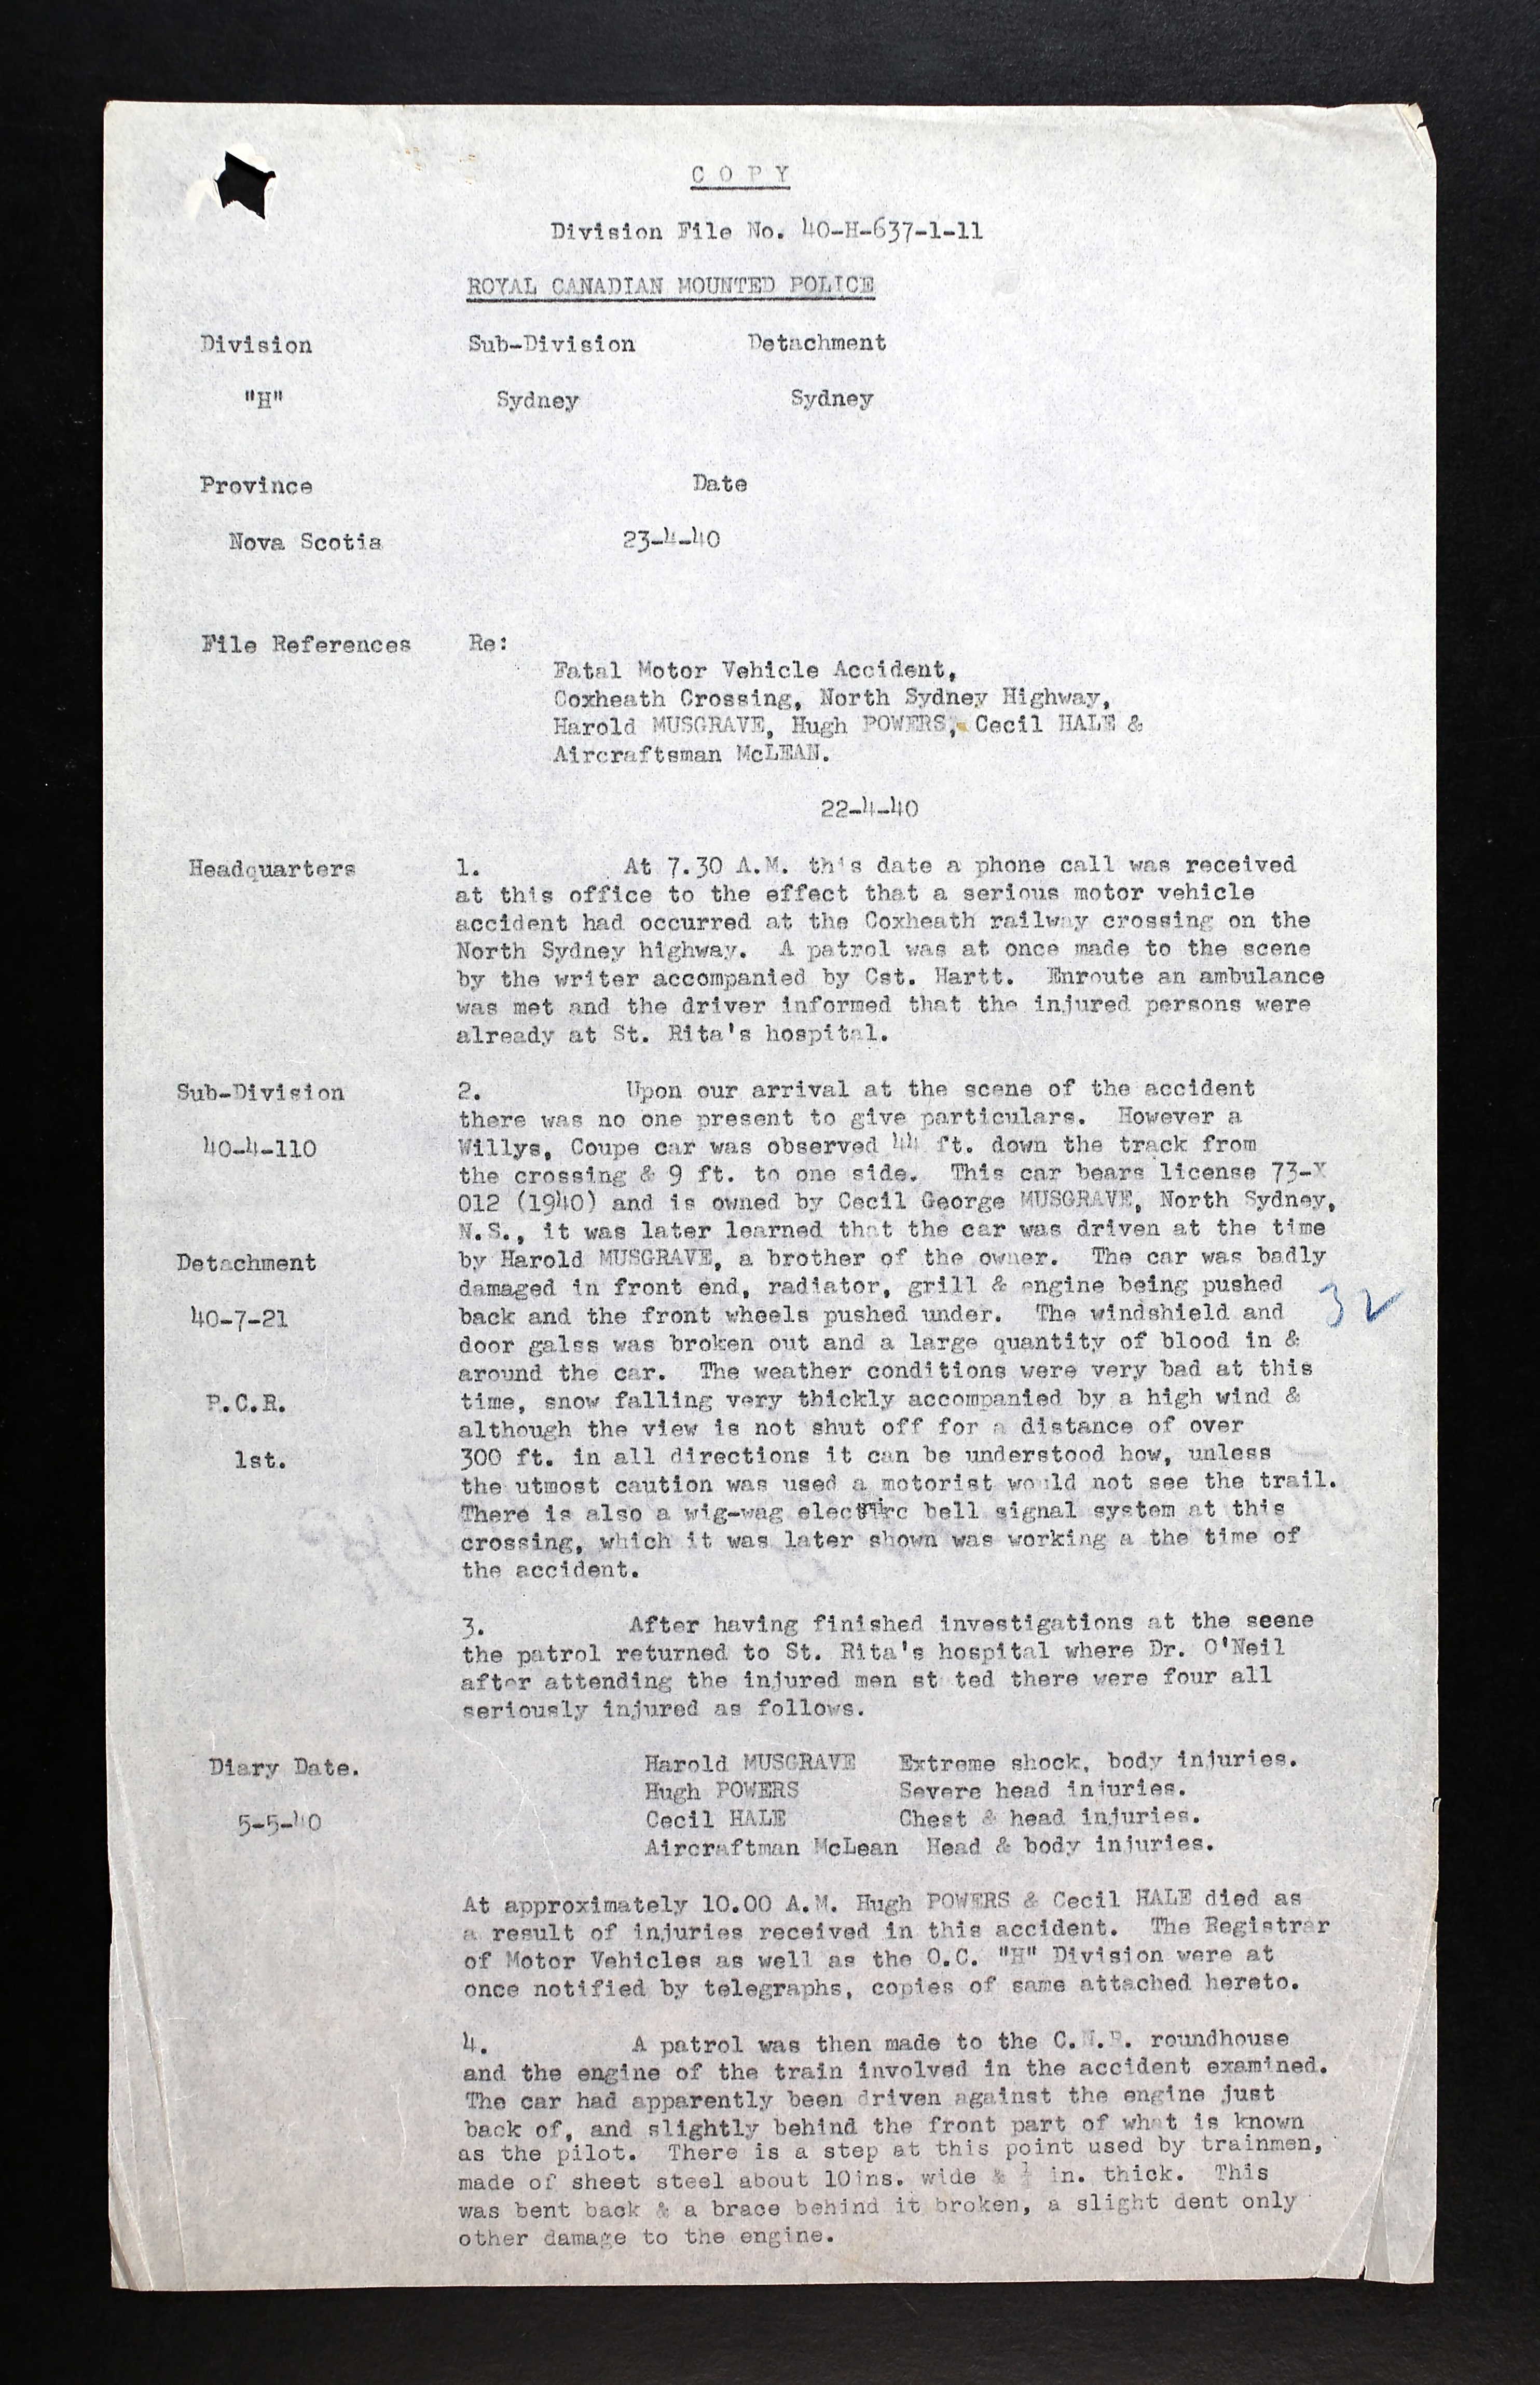 C O P Y
Division File No. 40-H-637-1-11
ROYAL CANADIAN MOUNTED POLICE
Division Sub-Division Detachment
"H" Sydney Sydney
Province Date
Nova Scotia 23-4-40
File References Re:
Fatal Motor Vehicle Accident,
Coxheath Crossing, North Sydney Highway,
Harold MUSGRAVE, Hugh POWERS, Cecil HALE &
Aircraftsman McLEAN.
22-4-40
Headquarters 1. At 7.30 A.M. this date a phone call was received
at this office to the effect that a serious motor vehicle
accident had occurred at the Coxheath railway crossing on the
North Sydney highway. A patrol was at once made to the scene
by the writer accompanied by Cst. Hartt. Enroute an ambulance
was met and the driver informed that the injured persons were
already at St. Rita's hospital.
Sub-Division 2. Upon our arrival at the scene of the accident
there was no one present to give particulars. However a
40-4-110 Willys, Coupe car was observed 44 ft. down the track from
the crossing & 9 ft. to one side. This car bears license 73-X
012 (1940) and is owned by Cecil George MUSGRAVE, North Sydney,
N.S., it was later learned that the car was driven at the time
Detachment by Harold MUSGRAVE, a brother of the owner. The car was badly
damaged in front end, radiator, grill & engine being pushed
40-7-21 back and the front wheels pushed under. The windshield and 32
door galss was broken out and a large quantity of blood in &
around the car. The weather conditions were very bad at this
P.C.R. time, snow falling very thickly accompanied by a high wind &
although the view is not shut off for a distance of over
1st. 300 ft. in all directions it can be understood how, unless
the utmost caution was used a motorist would not see the trail.
There is also a wig-wag electric bell signal system at this
crossing, which it was later shown was working a the time of
the accident.
3. After having finished investigations at the scene
the patrol returned to St. Rita's hospital where Dr. O'Neil
after attending the injured men st ted there were four all
seriously injured as follows.
Diary Date. Harold MUSGRAVE Extreme shock, body injuries.
Hugh POWERS Severe head injuries.
5-5-40 Cecil HALE Chest & head injuries.
Aircraftman McLean Head & body injuries.
At approximately 10.00 A.M. Hugh POWERS & Cecil HALE died as
a result of injuries received in this accident. The Registrar
of Motor Vehicles as well as the O.C. "H" Division were at
once notified by telegraphs, copies of same attached hereto.
4. A patrol was then made to the C.N.R. roundhouse
and the engine of the train involved in the accident examined.
The car had apparently been driven against the engine just
back of, and slightly behind the front part of what is known
as the pilot. There is a step at this point used by trainmen,
made of sheet steel about 10ins. wide & in. thick. This
was bent back & a brace behind it broken, a slight dent only
other damage to the engine.